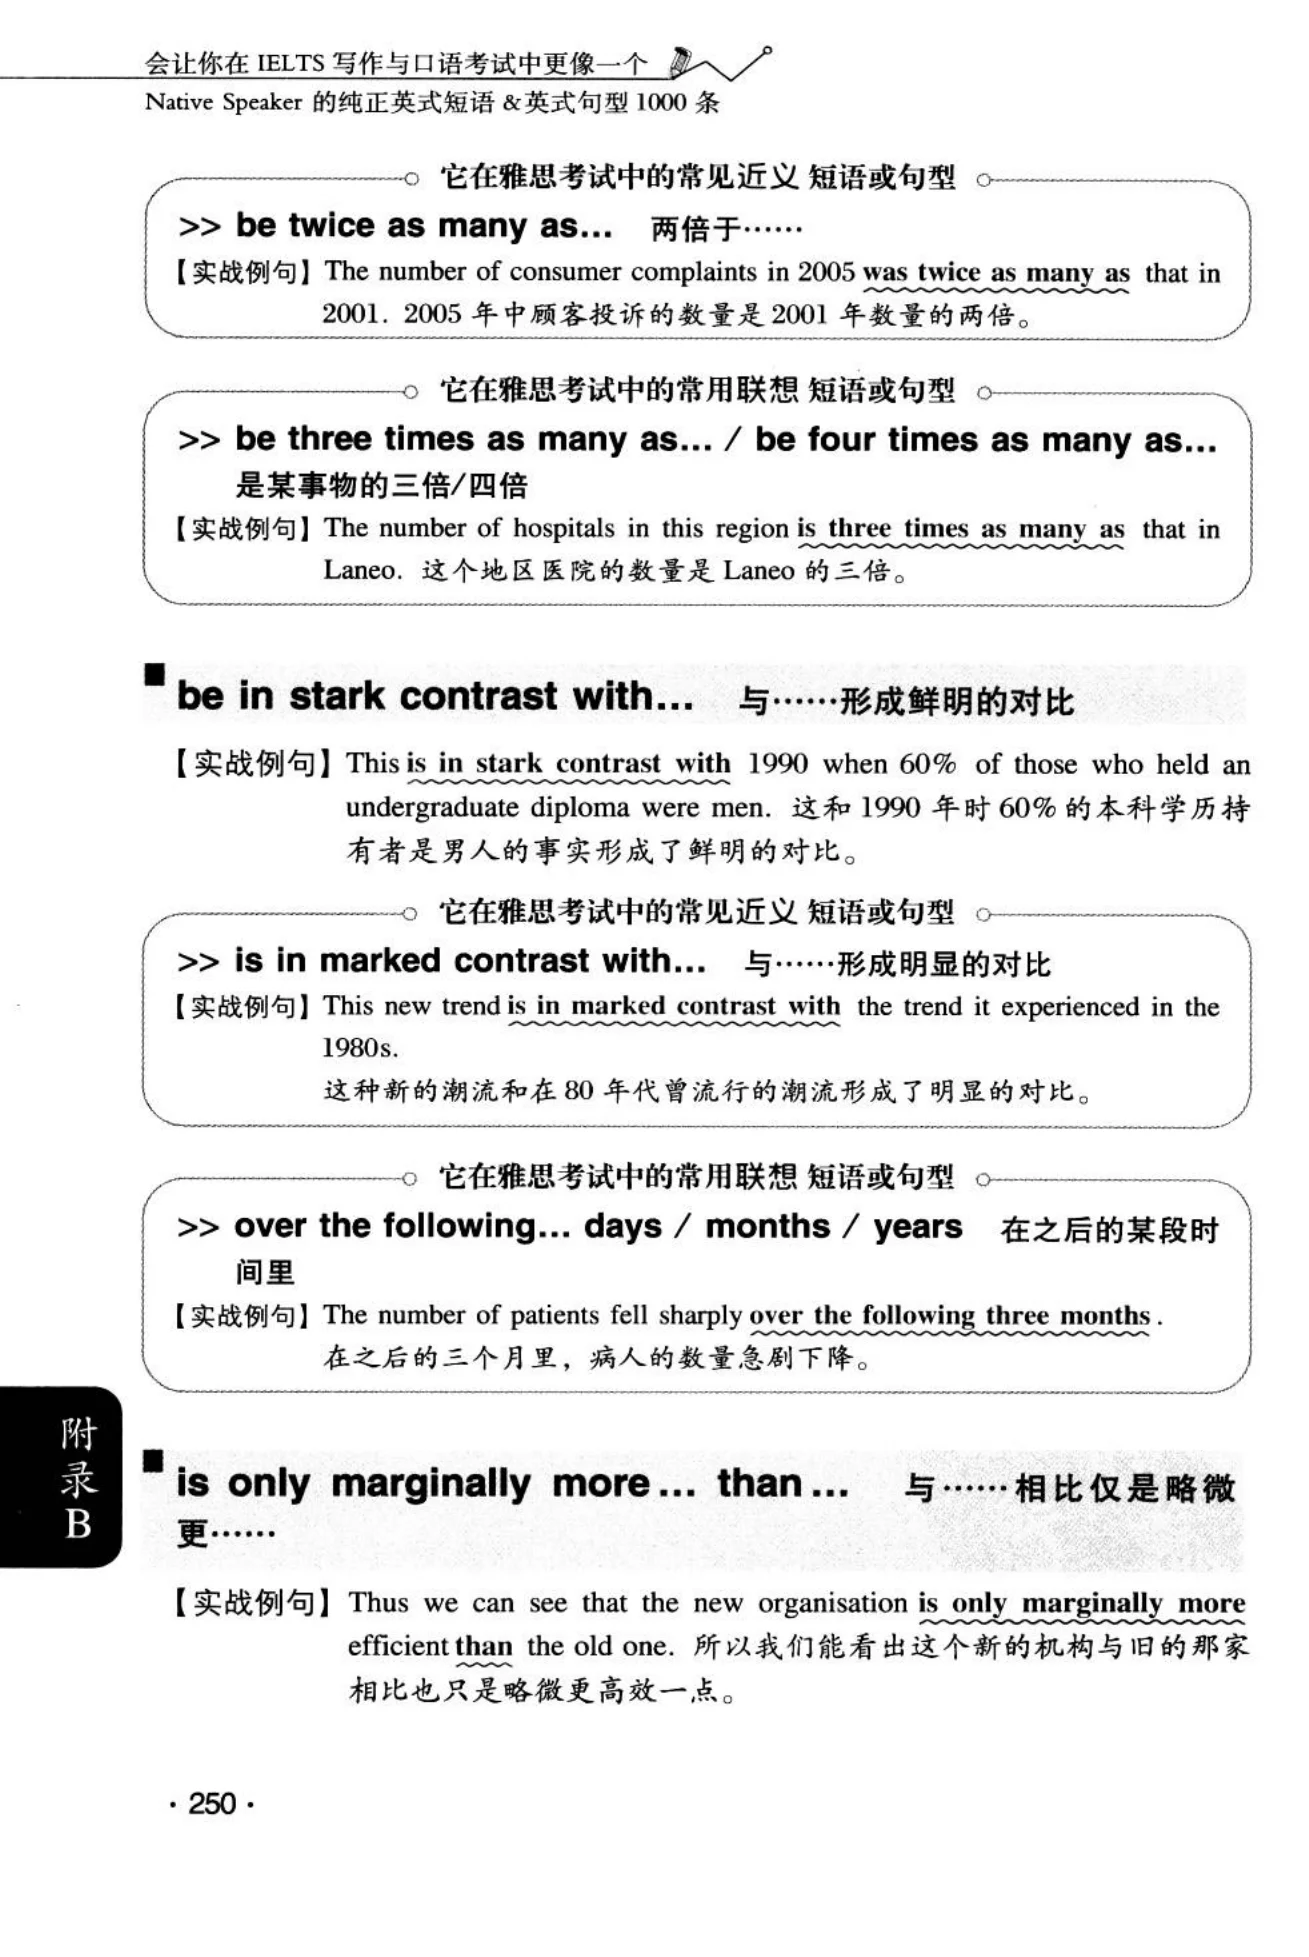 会让你在 IELTS 写作与口语考试中更像一个
Native Speaker 的纯正英式短语 &英式句型 1000 条
它在雅思考试中的常见近义 短语或句型
>> be twice as many as... 两倍于……
【实战例句】The number of consumer complaints in 2005 was twice as many as that in
2001. 2005 年中顾客投诉的数量是 2001 年数量的两倍。
它在雅思考试中的常用联想 短语或句型
>> be three times as many as... / be four times as many as...
是某事物的三倍/四倍
【实战例句】The number of hospitals in this region is three times as many as that in
Laneo. 这个地区医院的数量是 Laneo 的三倍。
■ be in stark contrast with... 与……形成鲜明的对比
【实战例句】This is in stark contrast with 1990 when 60% of those who held an
undergraduate diploma were men. 这和 1990 年时 60% 的本科学历持
有者是男人的事实形成了鲜明的对比。
它在雅思考试中的常见近义 短语或句型
>> is in marked contrast with... 与……形成明显的对比
【实战例句】This new trend is in marked contrast with the trend it experienced in the
1980s.
这种新的潮流和在 80 年代曾流行的潮流形成了明显的对比。
它在雅思考试中的常用联想 短语或句型
>> over the following... days / months / years 在之后的某段时
间里
【实战例句】The number of patients fell sharply over the following three months.
在之后的三个月里，病人的数量急剧下降。
附录B
■ is only marginally more... than... 与……相比仅是略微
更……
【实战例句】Thus we can see that the new organisation is only marginally more
efficient than the old one. 所以我们能看出这个新的机构与旧的那家
相比也只是略微更高效一点。
· 250 ·